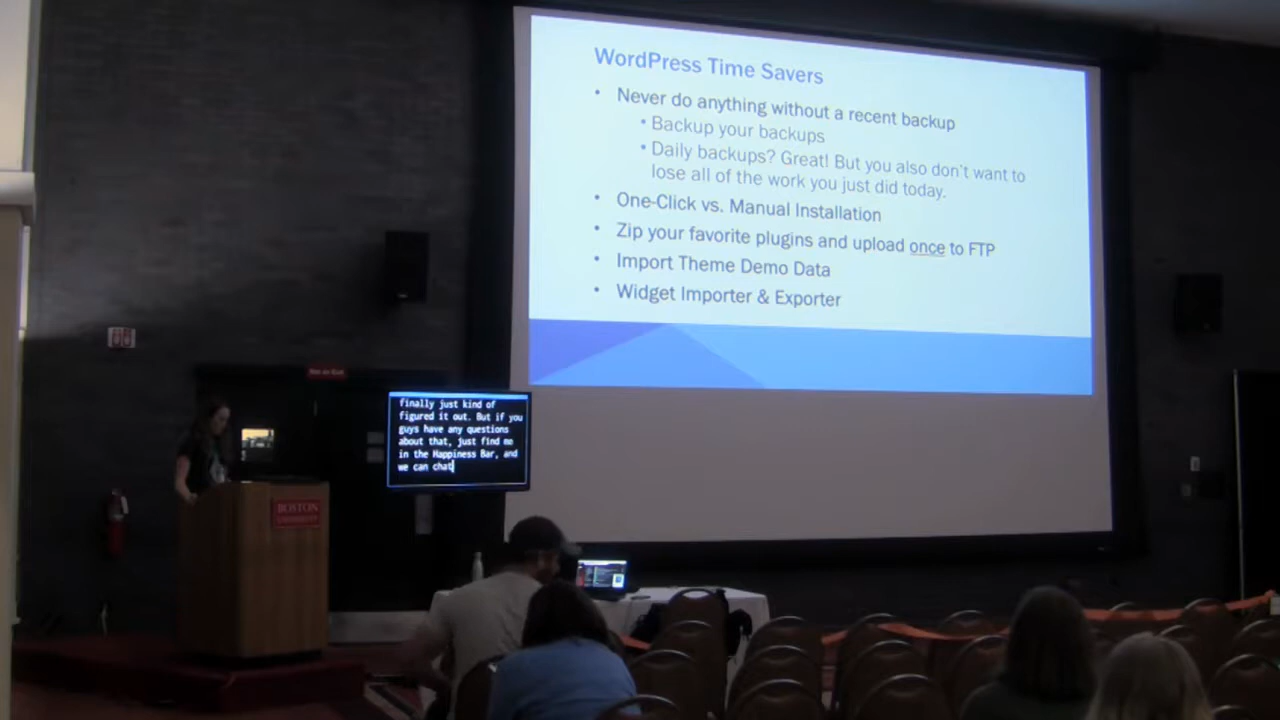 WordPress Time Savers
• Never do anything without a recent backup
• Backup your backups
• Daily backups? Great! But you also don't want to
lose all of the work you just did today.
• One-Click vs. Manual Installation
• Zip your favorite plugins and upload once to FTP
• Import Theme Demo Data
• Widget Importer & Exporter
finally just kind of
figured it out. But if you
guys have any questions
about that, just find me
in the Happiness Bar, and
we can chat
BOSTON
UNIVERSITY